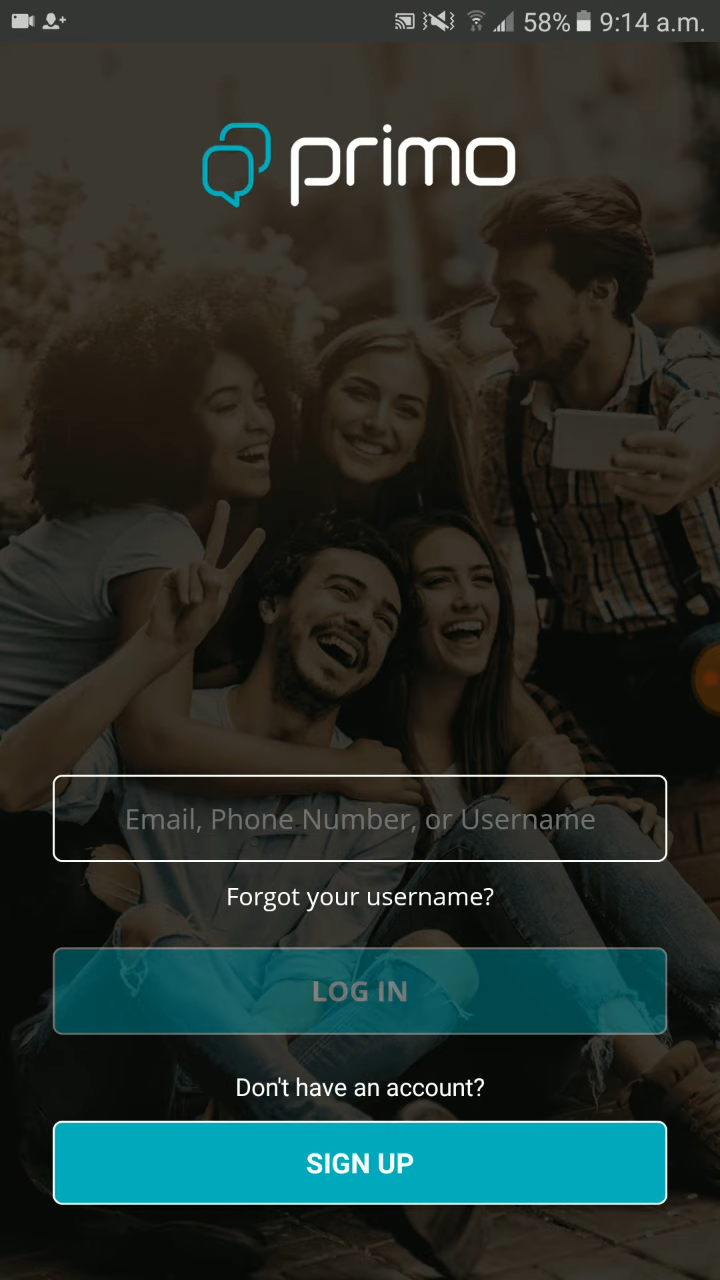 58% 9:14 a.m.
primo
Email, Phone Number, or Username
Forgot your username?
LOG IN
Don't have an account?
SIGN UP